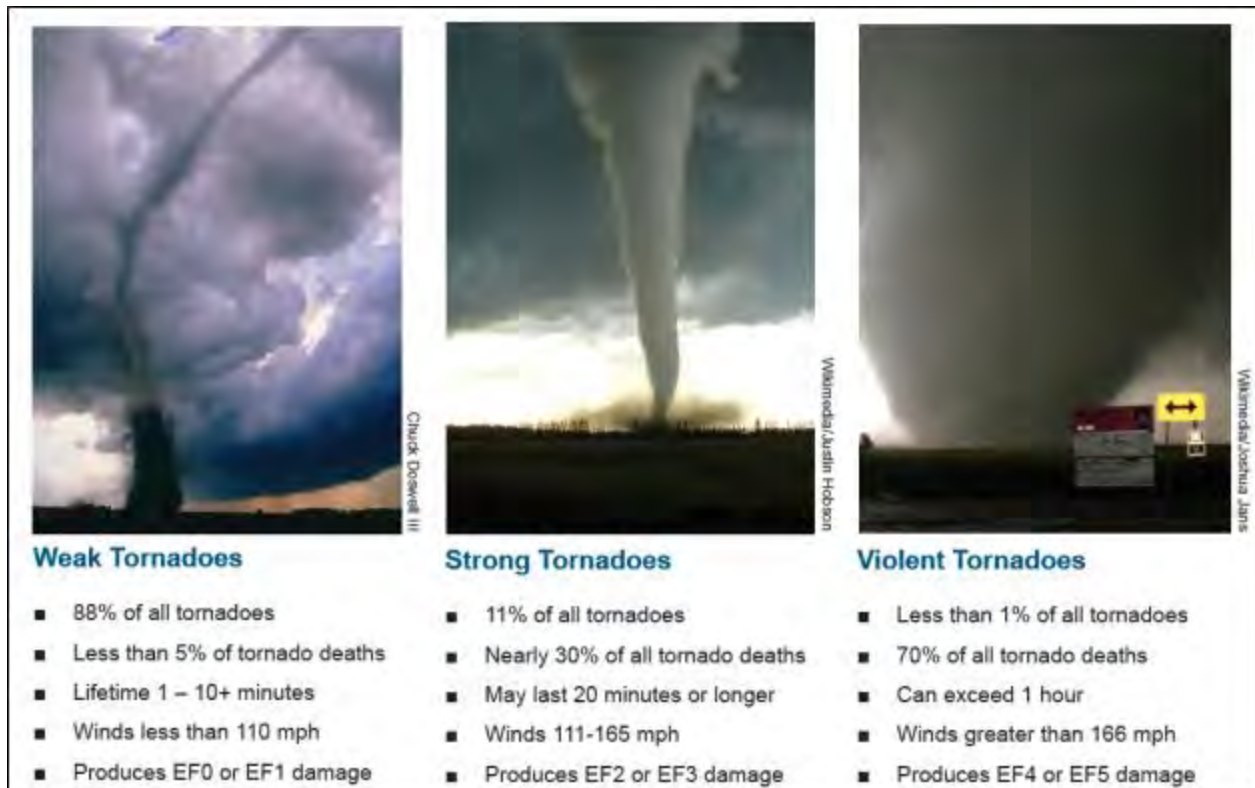 Chuck Doswell III
Wikimedia/Justin Hobson
Wikimedia/Joshua Jans
Weak Tornadoes
■ 88% of all tornadoes
■ Less than 5% of tornado deaths
■ Lifetime 1 – 10+ minutes
■ Winds less than 110 mph
■ Produces EF0 or EF1 damage
Strong Tornadoes
■ 11% of all tornadoes
■ Nearly 30% of all tornado deaths
■ May last 20 minutes or longer
■ Winds 111-165 mph
■ Produces EF2 or EF3 damage
Violent Tornadoes
■ Less than 1% of all tornadoes
■ 70% of all tornado deaths
■ Can exceed 1 hour
■ Winds greater than 166 mph
■ Produces EF4 or EF5 damage